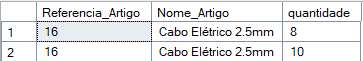 Referencia_Artigo Nome_Artigo quantidade
1 16 Cabo Elétrico 2.5mm 8
2 16 Cabo Elétrico 2.5mm 10